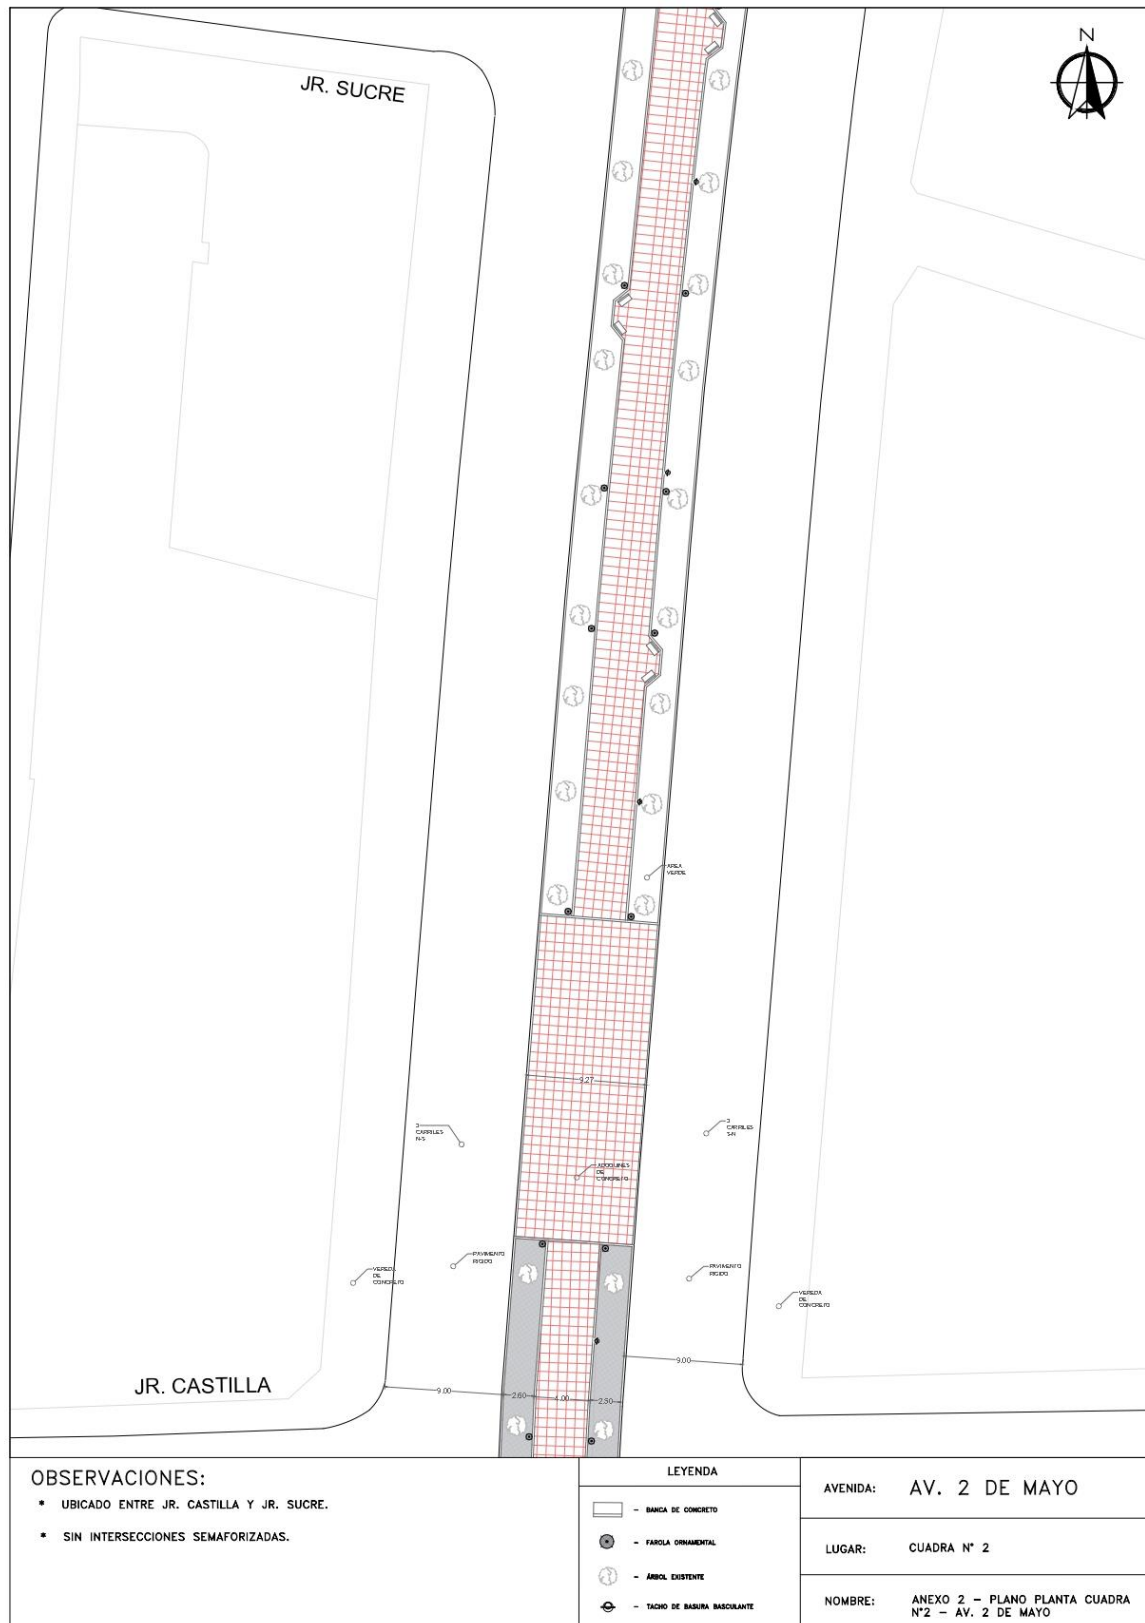 N
JR. SUCRE
AREA
VERDE
9.27
3
CARRILES
N-S
3
CARRILES
S-N
ADOQUINES
DE
CONCRETO
PAVIMENTO
RIGIDO
VEREDA
DE
CONCRETO
PAVIMENTO
RIGIDO
VEREDA
DE
CONCRETO
9.00
JR. CASTILLA
9.00
2.60
4.00
2.50
OBSERVACIONES:
* UBICADO ENTRE JR. CASTILLA Y JR. SUCRE.
* SIN INTERSECCIONES SEMAFORIZADAS.
LEYENDA
- BANCA DE CONCRETO
- FAROLA ORNAMENTAL
- ÁRBOL EXISTENTE
- TACHO DE BASURA BASCULANTE
AVENIDA: AV. 2 DE MAYO
LUGAR: CUADRA N° 2
NOMBRE: ANEXO 2 - PLANO PLANTA CUADRA
N°2 - AV. 2 DE MAYO